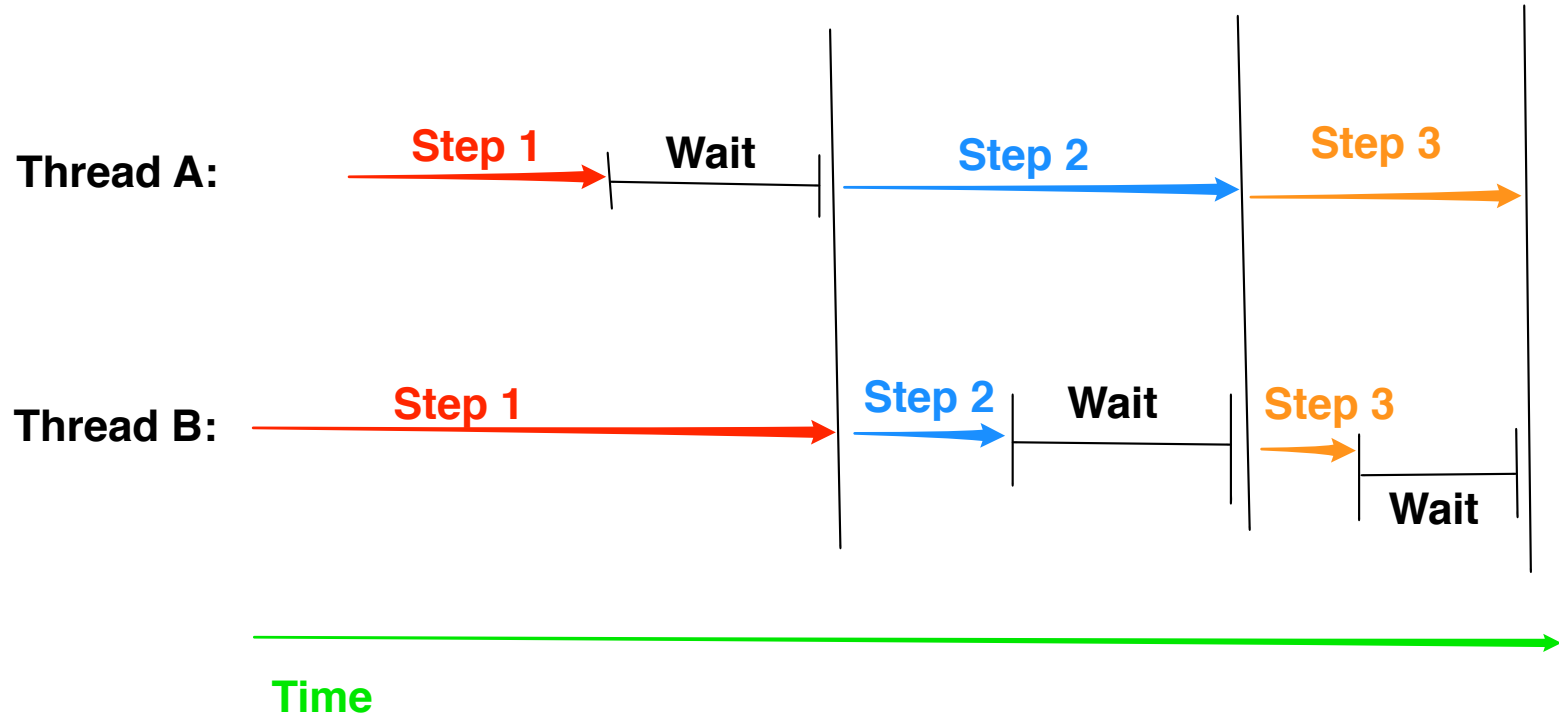 Thread A:
Step 1
Wait
Step 2
Step 3
Thread B:
Step 1
Step 2
Wait
Step 3
Wait
Time